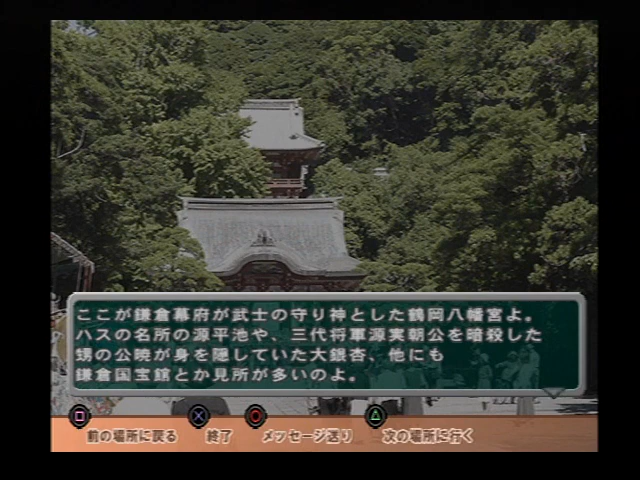 ここが鎌倉幕府が武士の守り神とした鶴岡八幡宮よ。
ハスの名所の源平池や、三代将軍源実朝公を暗殺した
甥の公暁が身を隠していた大銀杏、他にも
鎌倉国宝館とか見所が多いのよ。
前の場所に戻る 終了 メッセージ送り 次の場所に行く